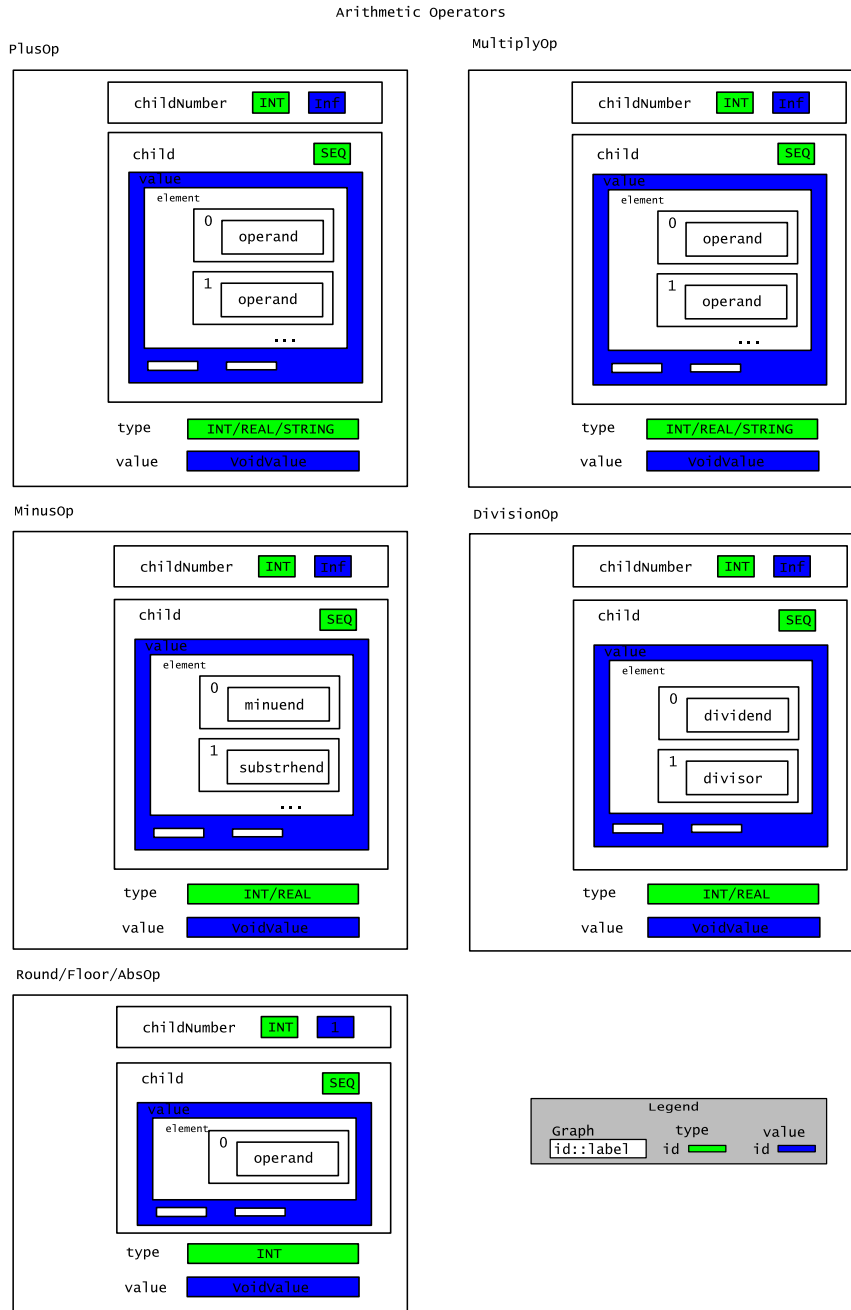 Arithmetic Operators
PlusOp
childNumber INT Inf
child SEQ
value
element
0 operand
1 operand
...
type INT/REAL/STRING
value VoidValue
MultiplyOp
childNumber INT Inf
child SEQ
value
element
0 operand
1 operand
...
type INT/REAL/STRING
value VoidValue
MinusOp
childNumber INT Inf
child SEQ
value
element
0 minuend
1 substrhend
...
type INT/REAL
value VoidValue
DivisionOp
childNumber INT Inf
child SEQ
value
element
0 dividend
1 divisor
type INT/REAL
value VoidValue
Round/Floor/AbsOp
childNumber INT 1
child SEQ
value
element
0 operand
type INT
value VoidValue
Legend
Graph type value
id::label id id